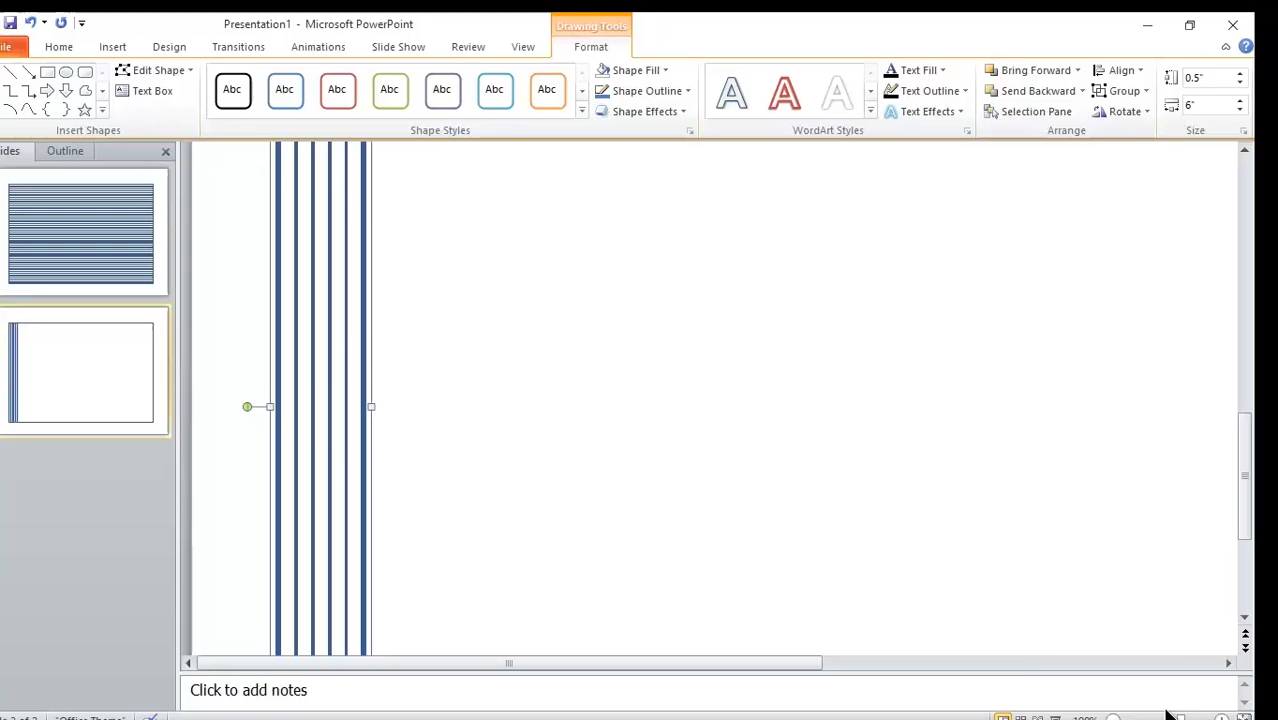 Presentation1 - Microsoft PowerPoint
Drawing Tools
ile Home Insert Design Transitions Animations Slide Show Review View Format
Edit Shape
Text Box
Insert Shapes
Abc Abc Abc Abc Abc Abc Abc
Shape Fill
Shape Outline
Shape Effects
Shape Styles
A A A
Text Fill
Text Outline
Text Effects
WordArt Styles
Bring Forward
Send Backward
Selection Pane
Align
Group
Rotate
Arrange
0.5"
6"
Size
ides Outline
Click to add notes
"Office Theme"
100%